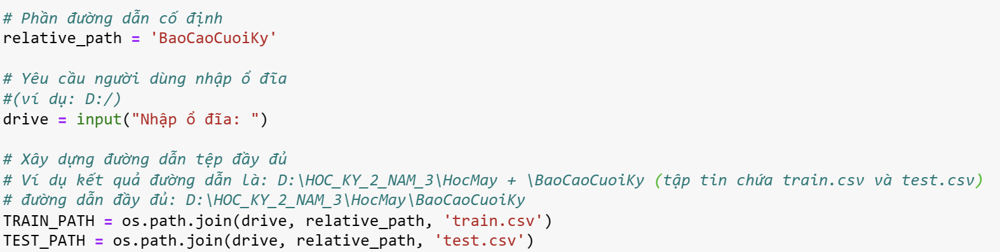 # Phần đường dẫn cố định
relative_path = 'BaoCaoCuoiKy'
# Yêu cầu người dùng nhập ổ đĩa
#(ví dụ: D:/)
drive = input("Nhập ổ đĩa: ")
# Xây dựng đường dẫn tệp đầy đủ
# Ví dụ kết quả đường dẫn là: D:\HOC_KY_2_NAM_3\HocMay + \BaoCaoCuoiKy (tập tin chứa train.csv và test.csv)
# đường dẫn đầy đủ: D:\HOC_KY_2_NAM_3\HocMay\BaoCaoCuoiKy
TRAIN_PATH = os.path.join(drive, relative_path, 'train.csv')
TEST_PATH = os.path.join(drive, relative_path, 'test.csv')